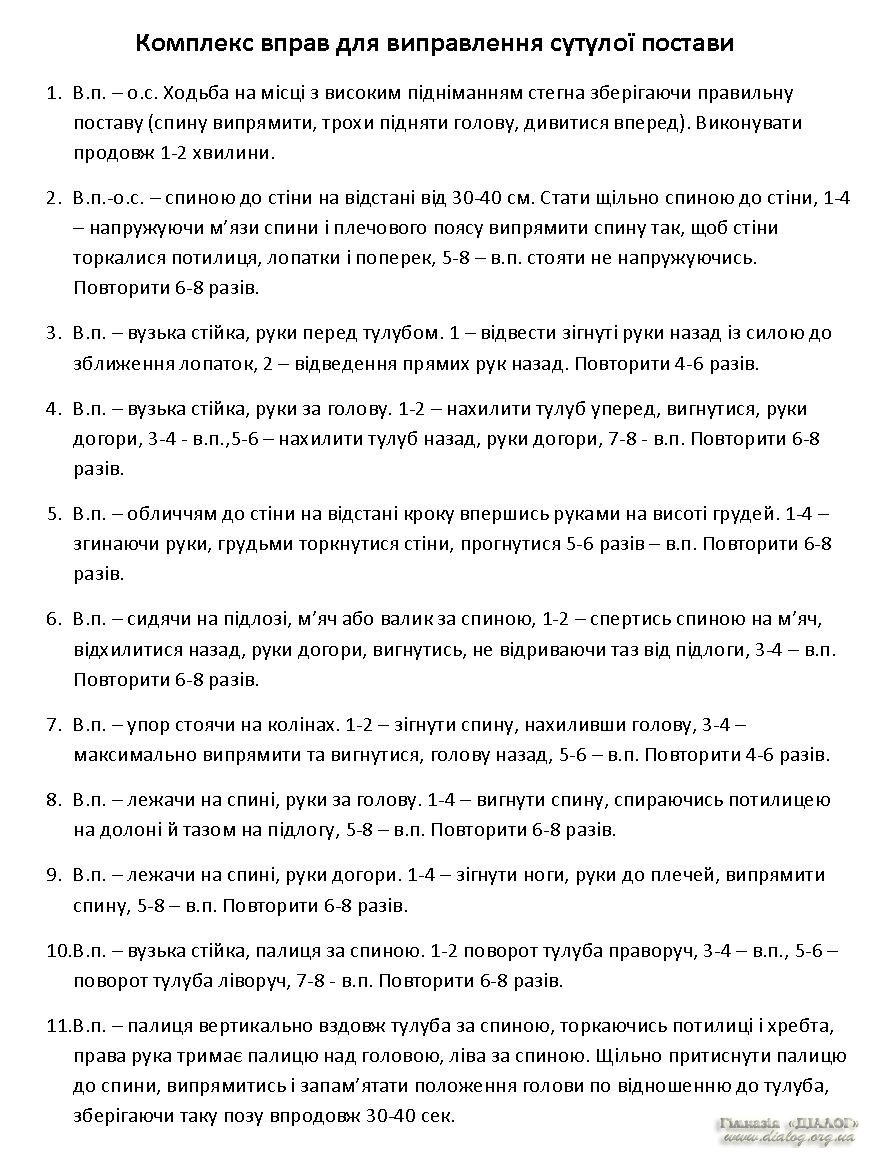 Комплекс вправ для виправлення сутулої постави
1. В.п. – о.с. Ходьба на місці з високим підніманням стегна зберігаючи правильну
поставу (спину випрямити, трохи підняти голову, дивитися вперед). Виконувати
продовж 1-2 хвилини.
2. В.п.-о.с. – спиною до стіни на відстані від 30-40 см. Стати щільно спиною до стіни, 1-4
– напружуючи м’язи спини і плечового поясу випрямити спину так, щоб стіни
торкалися потилиця, лопатки і поперек, 5-8 – в.п. стояти не напружуючись.
Повторити 6-8 разів.
3. В.п. – вузька стійка, руки перед тулубом. 1 – відвести зігнуті руки назад із силою до
зближення лопаток, 2 – відведення прямих рук назад. Повторити 4-6 разів.
4. В.п. – вузька стійка, руки за голову. 1-2 – нахилити тулуб уперед, вигнутися, руки
догори, 3-4 - в.п.,5-6 – нахилити тулуб назад, руки догори, 7-8 - в.п. Повторити 6-8
разів.
5. В.п. – обличчям до стіни на відстані кроку впершись руками на висоті грудей. 1-4 –
згинаючи руки, грудьми торкнутися стіни, прогнутися 5-6 разів – в.п. Повторити 6-8
разів.
6. В.п. – сидячи на підлозі, м’яч або валик за спиною, 1-2 – спертись спиною на м’яч,
відхилитися назад, руки догори, вигнутись, не відриваючи таз від підлоги, 3-4 – в.п.
Повторити 6-8 разів.
7. В.п. – упор стоячи на колінах. 1-2 – зігнути спину, нахиливши голову, 3-4 –
максимально випрямити та вигнутися, голову назад, 5-6 – в.п. Повторити 4-6 разів.
8. В.п. – лежачи на спині, руки за голову. 1-4 – вигнути спину, спираючись потилицею
на долоні й тазом на підлогу, 5-8 – в.п. Повторити 6-8 разів.
9. В.п. – лежачи на спині, руки догори. 1-4 – зігнути ноги, руки до плечей, випрямити
спину, 5-8 – в.п. Повторити 6-8 разів.
10.В.п. – вузька стійка, палиця за спиною. 1-2 поворот тулуба праворуч, 3-4 – в.п., 5-6 –
поворот тулуба ліворуч, 7-8 - в.п. Повторити 6-8 разів.
11.В.п. – палиця вертикально вздовж тулуба за спиною, торкаючись потилиці і хребта,
права рука тримає палицю над головою, ліва за спиною. Щільно притиснути палицю
до спини, випрямитись і запам’ятати положення голови по відношенню до тулуба,
зберігаючи таку позу впродовж 30-40 сек.
Гімназія «ДІАЛОГ»
www.dialog.org.ua